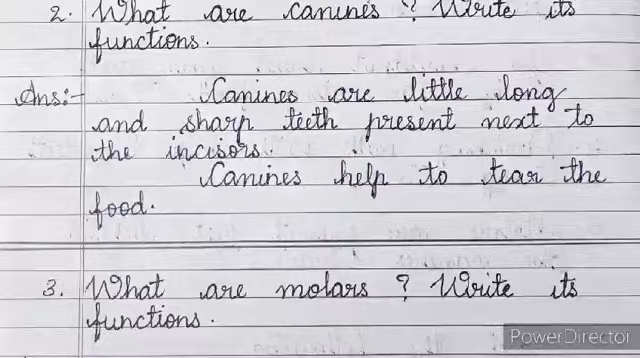 2. What are canines ? Write its
functions.
Ans:- Canines are little long
and sharp teeth present next to
the incisors.
Canines help to tear the
food.
3. What are molars ? Write its
functions.
PowerDirector